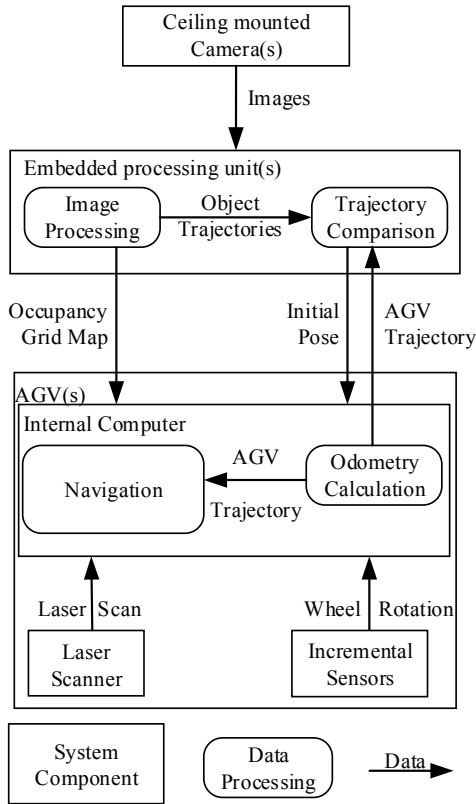 Ceiling mounted
Camera(s)
Images
Embedded processing unit(s)
Image
Processing
Object
Trajectories
Trajectory
Comparison
Occupancy
Grid Map
Initial
Pose
AGV
Trajectory
AGV(s)
Internal Computer
Navigation
AGV
Trajectory
Odometry
Calculation
Laser Scan
Wheel Rotation
Laser
Scanner
Incremental
Sensors
System
Component
Data
Processing
Data